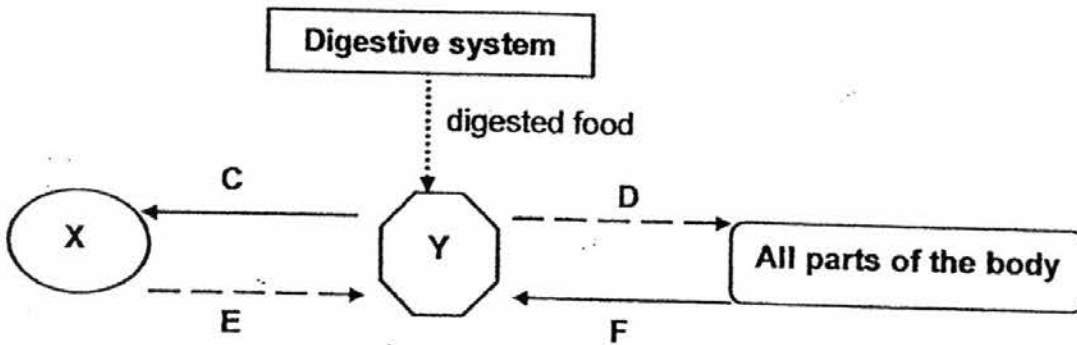 Digestive system
digested food
C
D
X
Y
All parts of the body
E
F